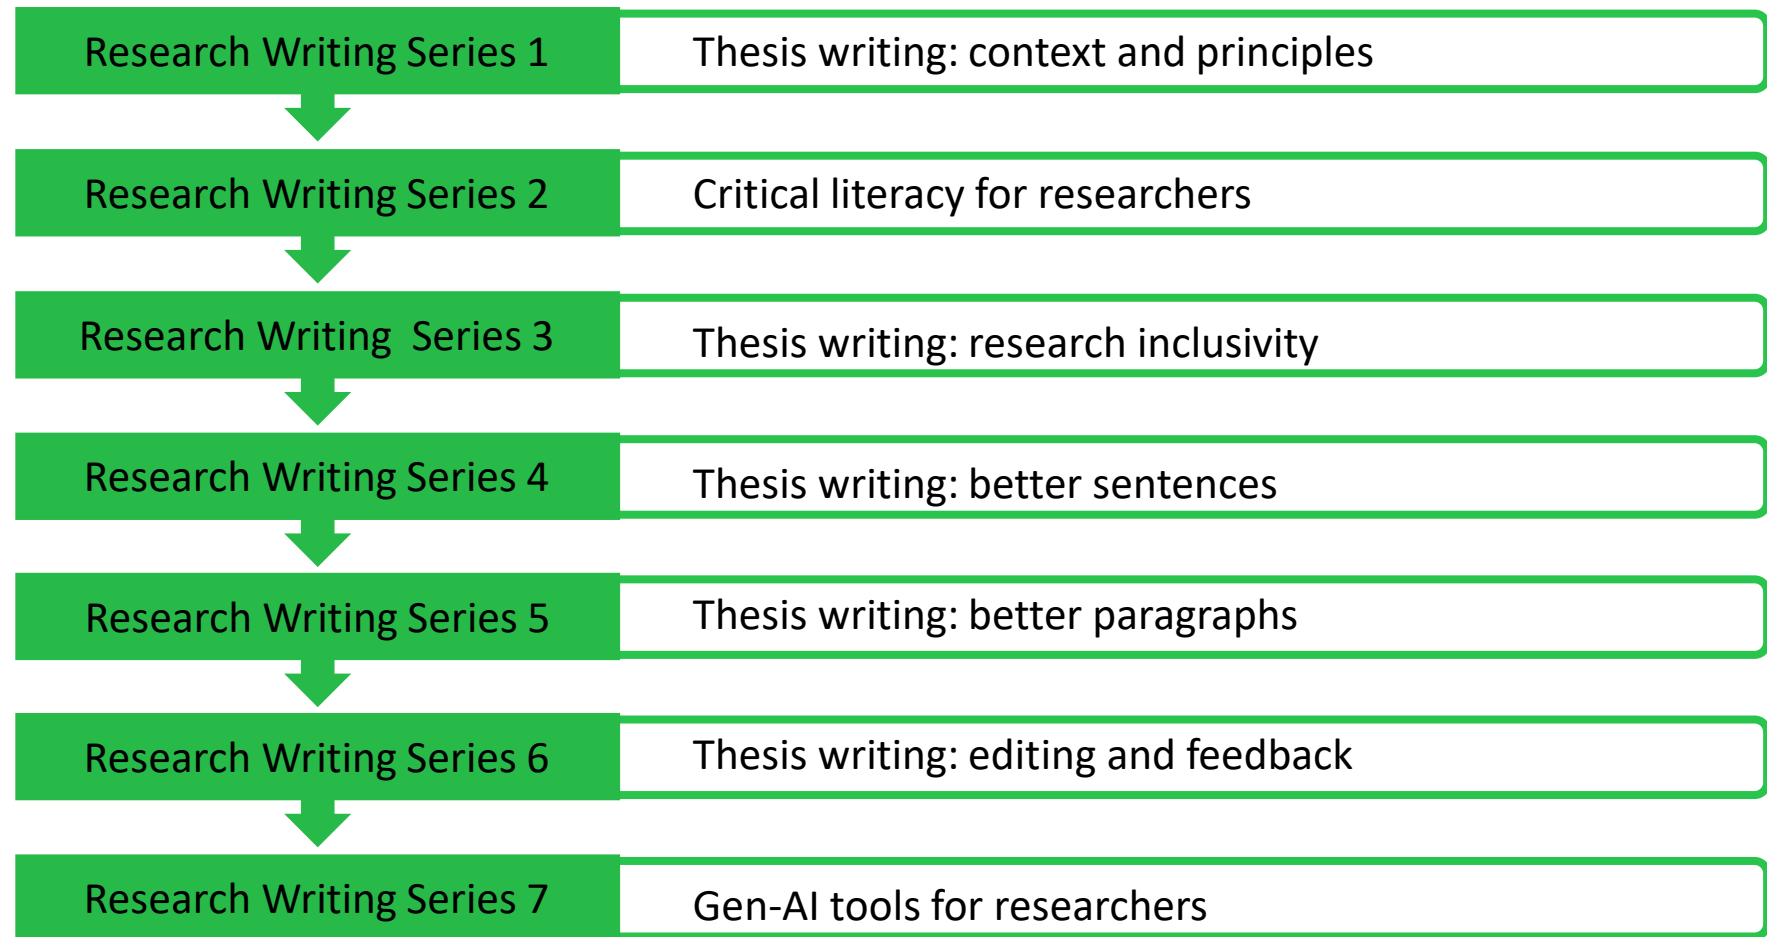 Research Writing Series 1
Thesis writing: context and principles
Research Writing Series 2
Critical literacy for researchers
Research Writing  Series 3
Thesis writing: research inclusivity
Research Writing Series 4
Thesis writing: better sentences
Research Writing Series 5
Thesis writing: better paragraphs
Research Writing Series 6
Thesis writing: editing and feedback
Research Writing Series 7
Gen-AI tools for researchers